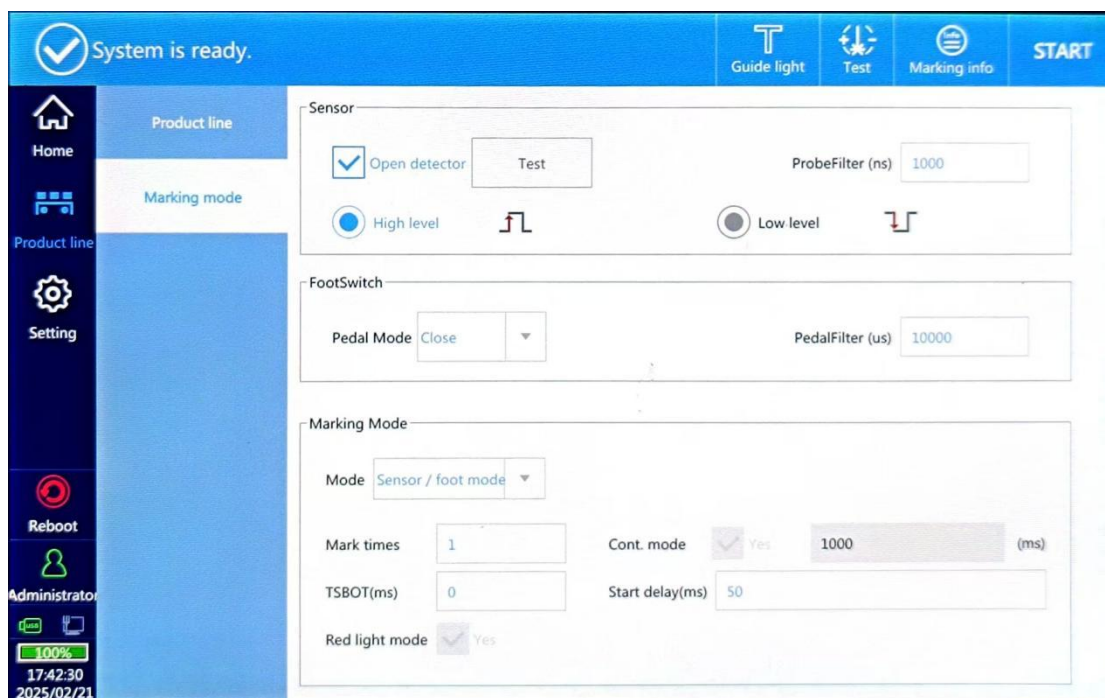 System is ready.
Guide light
Test
Info
Marking info
START
Home
Product line
Setting
Reboot
Administrator
USB
100%
17:42:30
2025/02/21
Product line
Marking mode
Sensor
Open detector
Test
ProbeFilter (ns)
1000
High level
Low level
FootSwitch
Pedal Mode
Close
PedalFilter (us)
10000
Marking Mode
Mode
Sensor / foot mode
Mark times
1
Cont. mode
Yes
1000
(ms)
TSBOT(ms)
0
Start delay(ms)
50
Red light mode
Yes